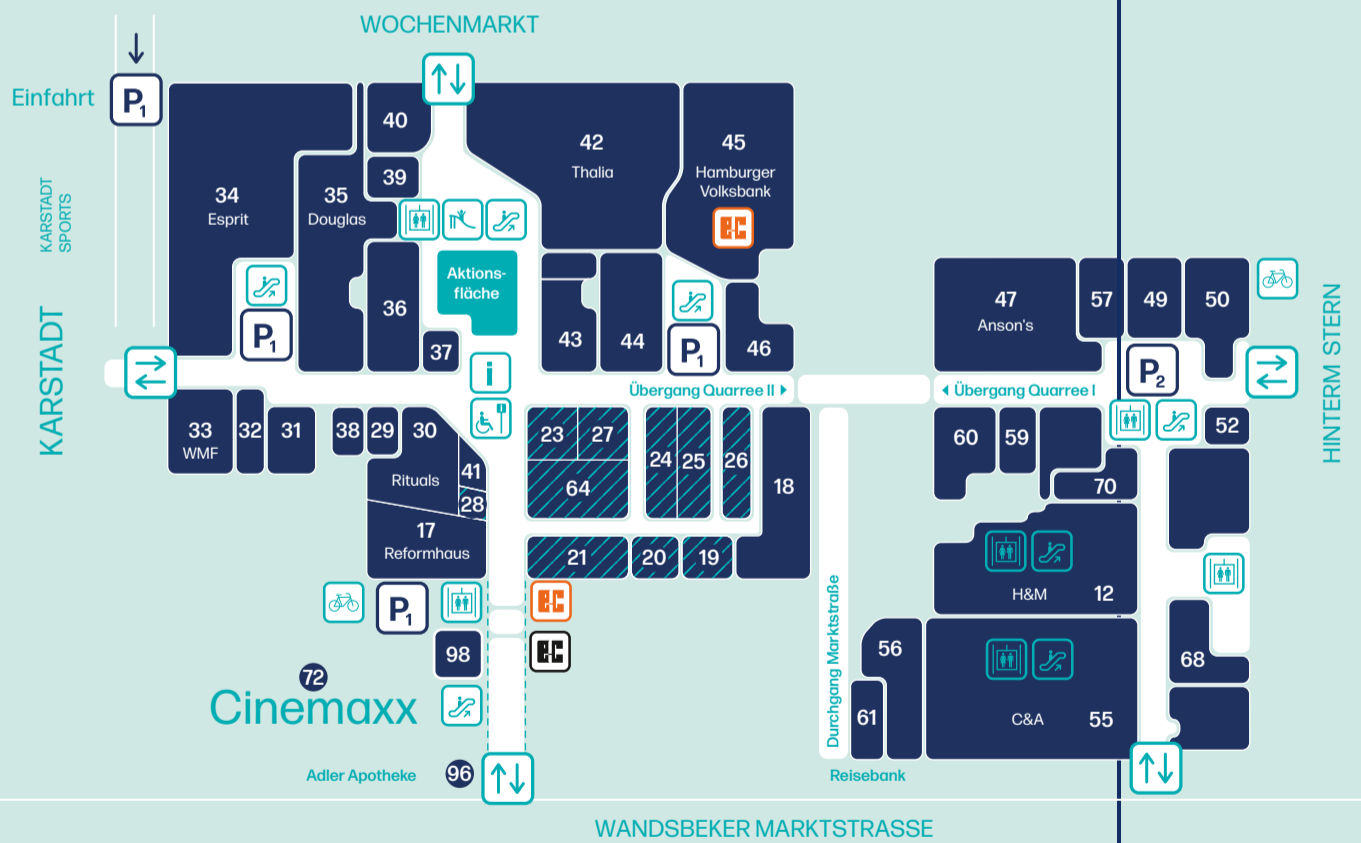 WOCHENMARKT
Einfahrt
P1
40
42
Thalia
45
Hamburger
Volksbank
39
34
Esprit
35
Douglas
KARSTADT
SPORTS
Aktions-
fläche
36
37
P1
43
44
P1
46
47
Anson's
57
49
50
P2
HINTERM STERN
KARSTADT
i
Übergang Quarree II
Übergang Quarree I
33
WMF
32
31
38
29
30
Rituals
41
28
17
Reformhaus
23
27
64
24
25
26
18
21
20
19
60
59
52
70
H&M
12
P1
98
72
Cinemaxx
Durchgang Marktstraße
56
61
C&A
55
68
Adler Apotheke
96
Reisebank
WANDSBEKER MARKTSTRASSE